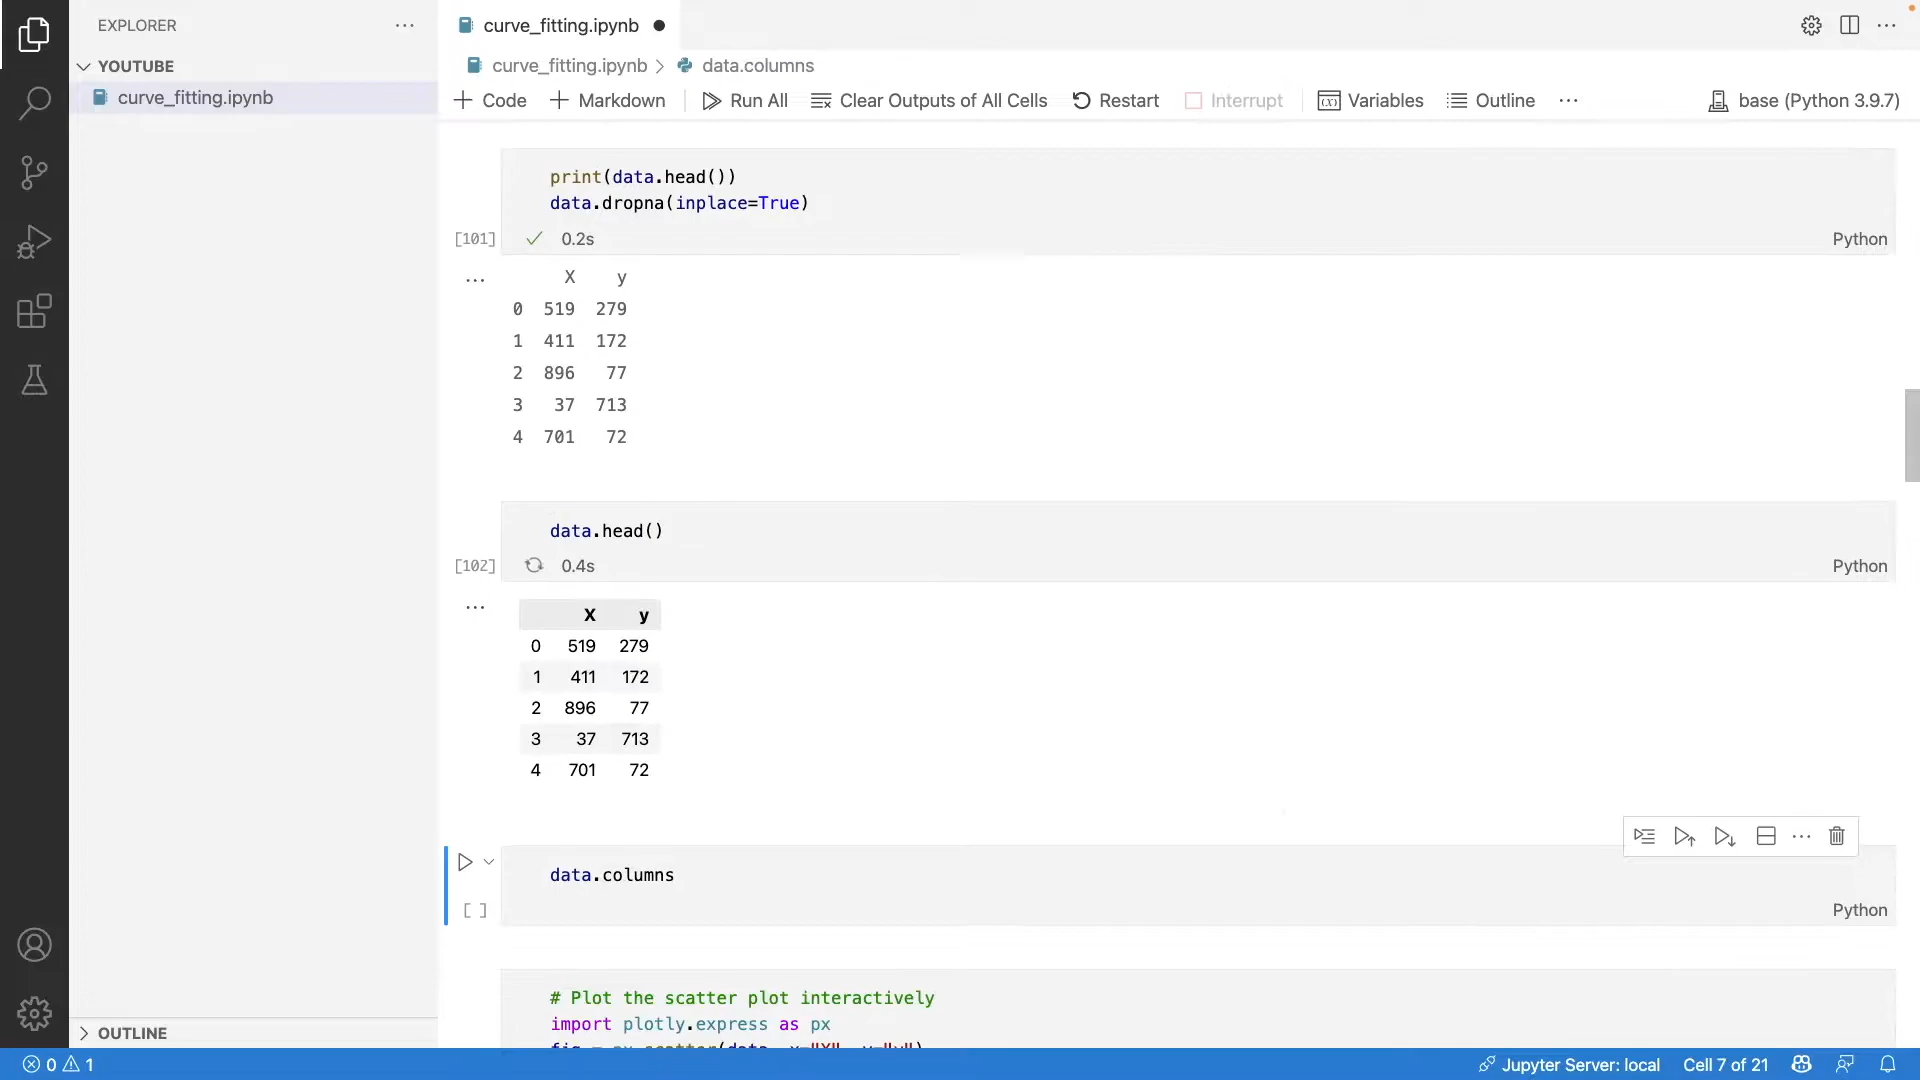 EXPLORER
YOUTUBE
curve_fitting.ipynb
OUTLINE
curve_fitting.ipynb
curve_fitting.ipynb > data.columns
Code Markdown Run All Clear Outputs of All Cells Restart Interrupt Variables Outline ... base (Python 3.9.7)
print(data.head())
data.dropna(inplace=True)
[101] 0.2s Python
... X y
0 519 279
1 411 172
2 896 77
3 37 713
4 701 72
data.head()
[102] 0.4s Python
... X y
0 519 279
1 411 172
2 896 77
3 37 713
4 701 72
data.columns
[ ] Python
# Plot the scatter plot interactively
import plotly.express as px
fig = px.scatter(data, x="X", y="y")
0 1 Jupyter Server: local Cell 7 of 21